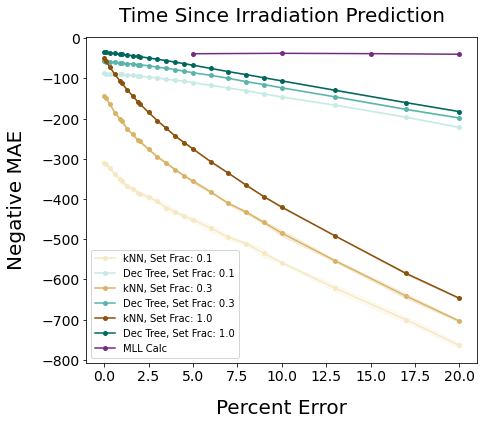 Time Since Irradiation Prediction
Negative MAE
0
−100
−200
−300
−400
−500
−600
−700
−800
kNN, Set Frac: 0.1
Dec Tree, Set Frac: 0.1
kNN, Set Frac: 0.3
Dec Tree, Set Frac: 0.3
kNN, Set Frac: 1.0
Dec Tree, Set Frac: 1.0
MLL Calc
0.0 2.5 5.0 7.5 10.0 12.5 15.0 17.5 20.0
Percent Error